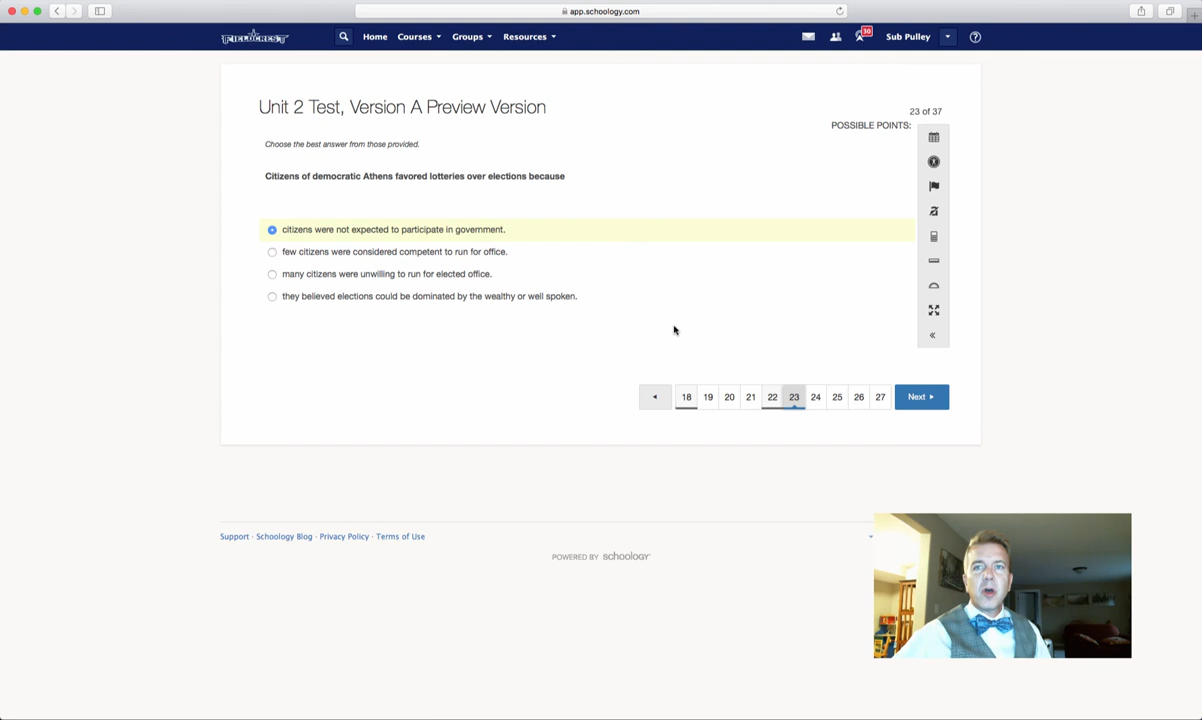 app.schoology.com
FIELDCREST
Home Courses Groups Resources
30
Sub Pulley
Unit 2 Test, Version A Preview Version
23 of 37
POSSIBLE POINTS:
Choose the best answer from those provided.
Citizens of democratic Athens favored lotteries over elections because
citizens were not expected to participate in government.
few citizens were considered competent to run for office.
many citizens were unwilling to run for elected office.
they believed elections could be dominated by the wealthy or well spoken.
18 19 20 21 22 23 24 25 26 27 Next
Support · Schoology Blog · Privacy Policy · Terms of Use
POWERED BY schoology